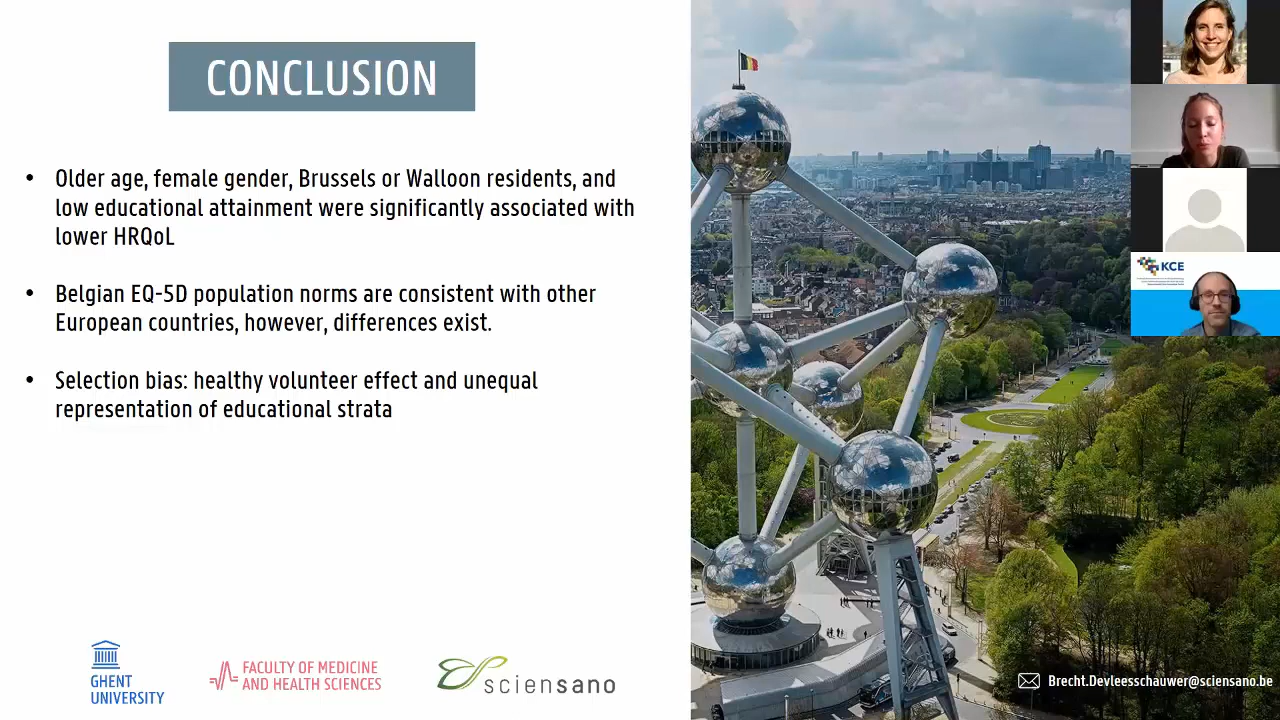 CONCLUSION
• Older age, female gender, Brussels or Walloon residents, and
low educational attainment were significantly associated with
lower HRQoL
• Belgian EQ-5D population norms are consistent with other
European countries, however, differences exist.
• Selection bias: healthy volunteer effect and unequal
representation of educational strata
GHENT
UNIVERSITY
FACULTY OF MEDICINE
AND HEALTH SCIENCES
sciensano
KCE
Brecht.Devleesschauwer@sciensano.be